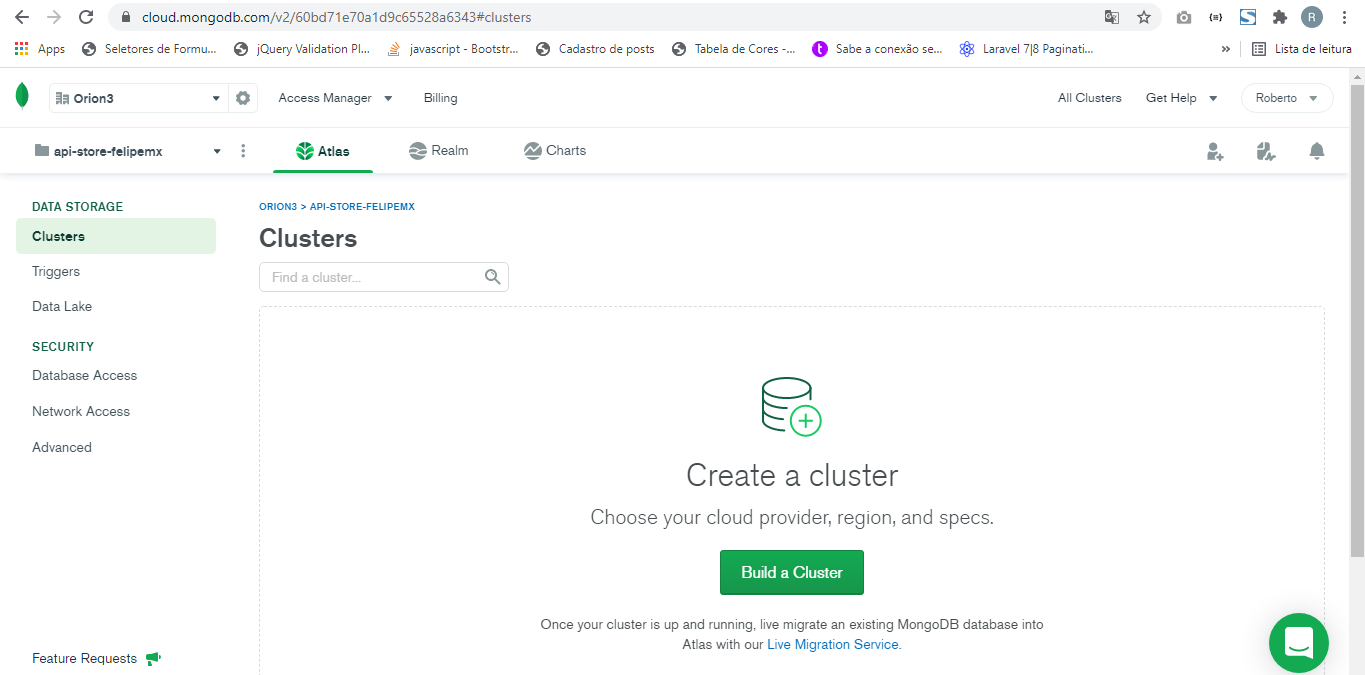 cloud.mongodb.com/v2/60bd71e70a1d9c65528a6343#clusters
R
Apps Seletores de Formu... jQuery Validation Pl... javascript - Bootstr... Cadastro de posts Tabela de Cores -... t Sabe a conexão se... Laravel 7|8 Paginati... » Lista de leitura
Orion3 Access Manager Billing All Clusters Get Help Roberto
api-store-felipemx Atlas Realm Charts
DATA STORAGE
Clusters
Triggers
Data Lake
SECURITY
Database Access
Network Access
Advanced
Feature Requests
ORION3 > API-STORE-FELIPEMX
Clusters
Find a cluster...
Create a cluster
Choose your cloud provider, region, and specs.
Build a Cluster
Once your cluster is up and running, live migrate an existing MongoDB database into
Atlas with our Live Migration Service.